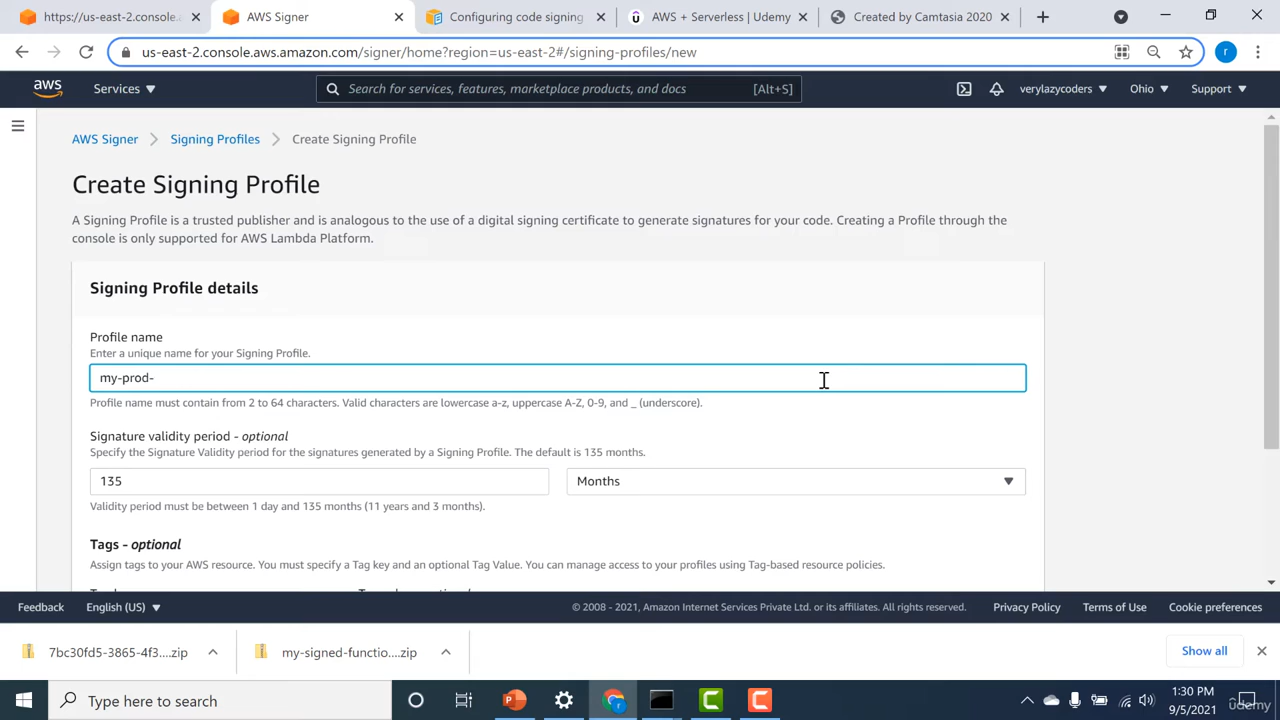 https://us-east-2.console.
AWS Signer
Configuring code signing
AWS + Serverless | Udemy
Created by Camtasia 2020
us-east-2.console.aws.amazon.com/signer/home?region=us-east-2#/signing-profiles/new
r
aws
Services
Search for services, features, marketplace products, and docs
[Alt+S]
verylazycoders
Ohio
Support
AWS Signer
Signing Profiles
Create Signing Profile
Create Signing Profile
A Signing Profile is a trusted publisher and is analogous to the use of a digital signing certificate to generate signatures for your code. Creating a Profile through the
console is only supported for AWS Lambda Platform.
Signing Profile details
Profile name
Enter a unique name for your Signing Profile.
my-prod-
Profile name must contain from 2 to 64 characters. Valid characters are lowercase a-z, uppercase A-Z, 0-9, and _ (underscore).
Signature validity period - optional
Specify the Signature Validity period for the signatures generated by a Signing Profile. The default is 135 months.
135
Months
Validity period must be between 1 day and 135 months (11 years and 3 months).
Tags - optional
Assign tags to your AWS resource. You must specify a Tag key and an optional Tag Value. You can manage access to your profiles using Tag-based resource policies.
Feedback
English (US)
© 2008 - 2021, Amazon Internet Services Private Ltd. or its affiliates. All rights reserved.
Privacy Policy
Terms of Use
Cookie preferences
7bc30fd5-3865-4f3....zip
my-signed-functio....zip
Show all
Type here to search
1:30 PM
9/5/2021
udemy